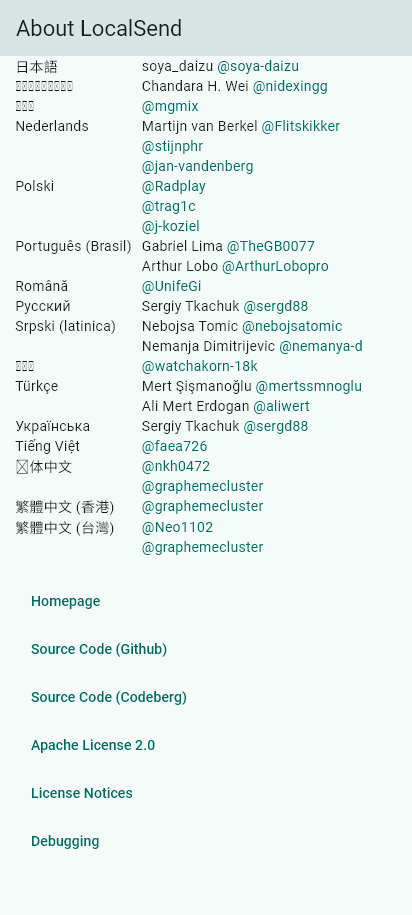 About LocalSend
日本語 soya_daizu @soya-daizu
Chandara H. Wei @nidexingg
@mgmix
Nederlands Martijn van Berkel @Flitskikker
@stijnphr
@jan-vandenberg
Polski @Radplay
@trag1c
@j-koziel
Português (Brasil) Gabriel Lima @TheGB0077
Arthur Lobo @ArthurLobopro
Română @UnifeGi
Русский Sergiy Tkachuk @sergd88
Srpski (latinica) Nebojsa Tomic @nebojsatomic
Nemanja Dimitrijevic @nemanya-d
@watchakorn-18k
Türkçe Mert Şişmanoğlu @mertssmnoglu
Ali Mert Erdogan @aliwert
Українська Sergiy Tkachuk @sergd88
Tiếng Việt @faea726
体中文 @nkh0472
@graphemecluster
繁體中文 (香港) @graphemecluster
繁體中文 (台灣) @Neo1102
@graphemecluster
Homepage
Source Code (Github)
Source Code (Codeberg)
Apache License 2.0
License Notices
Debugging